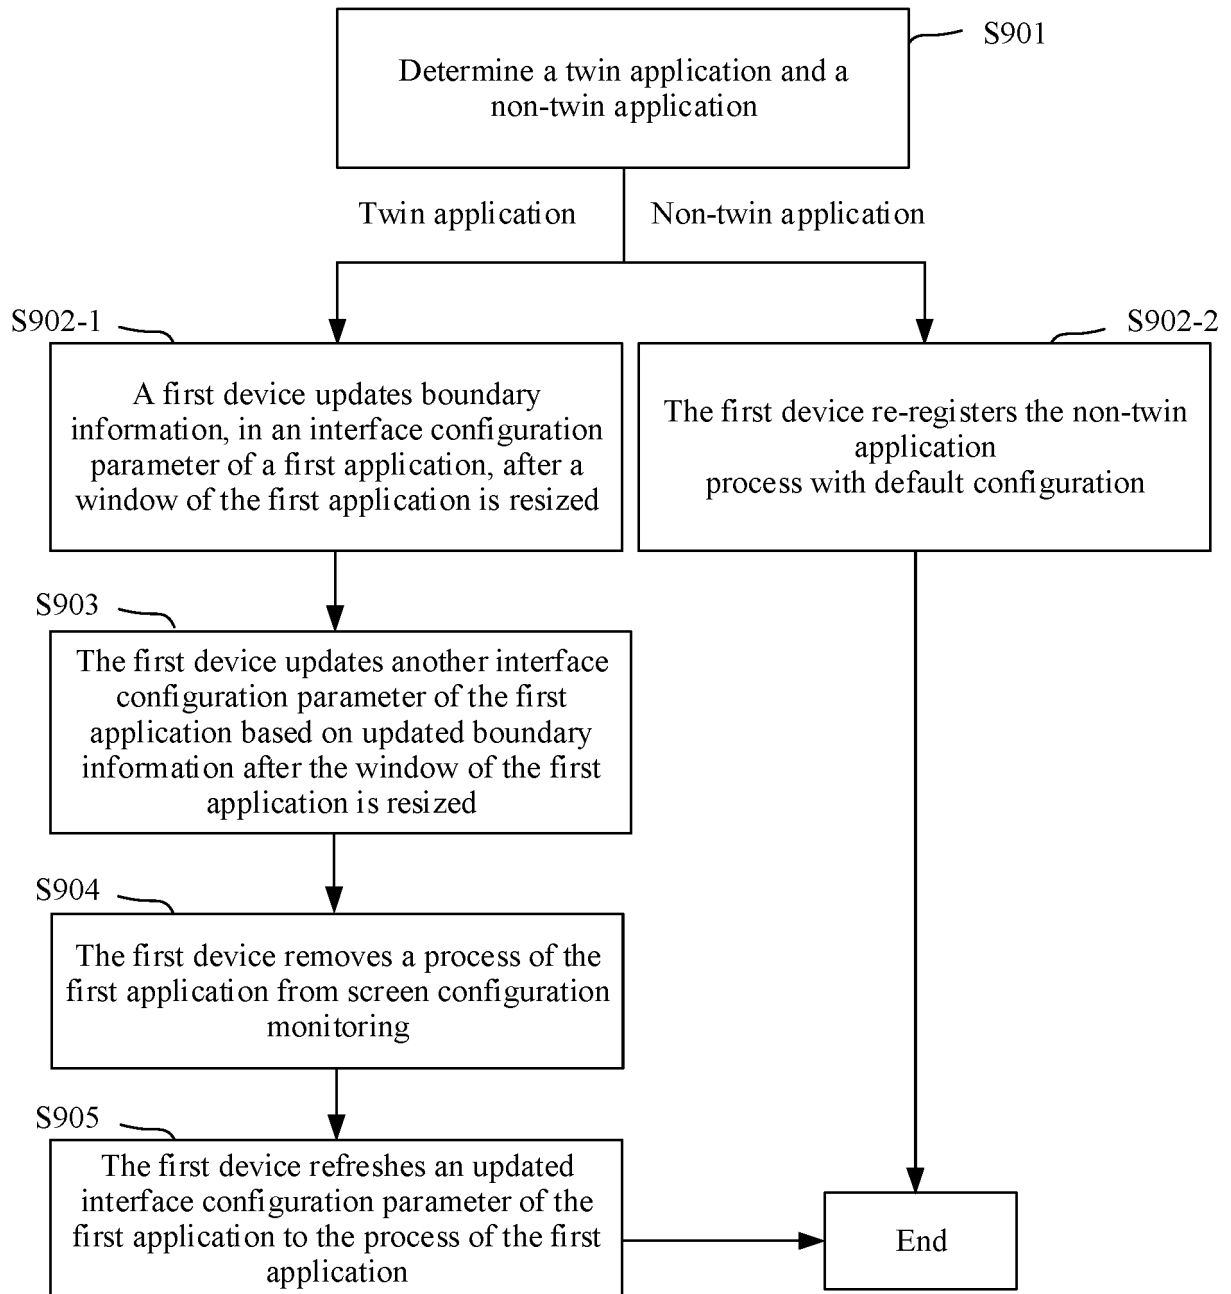 S901
Determine a twin application and a
non-twin application
Twin application
Non-twin application
S902-1
A first device updates boundary
information, in an interface configuration
parameter of a first application, after a
window of the first application is resized
S902-2
The first device re-registers the non-twin
application
process with default configuration
S903
The first device updates another interface
configuration parameter of the first
application based on updated boundary
information after the window of the first
application is resized
S904
The first device removes a process of the
first application from screen configuration
monitoring
S905
The first device refreshes an updated
interface configuration parameter of the
first application to the process of the first
application
End